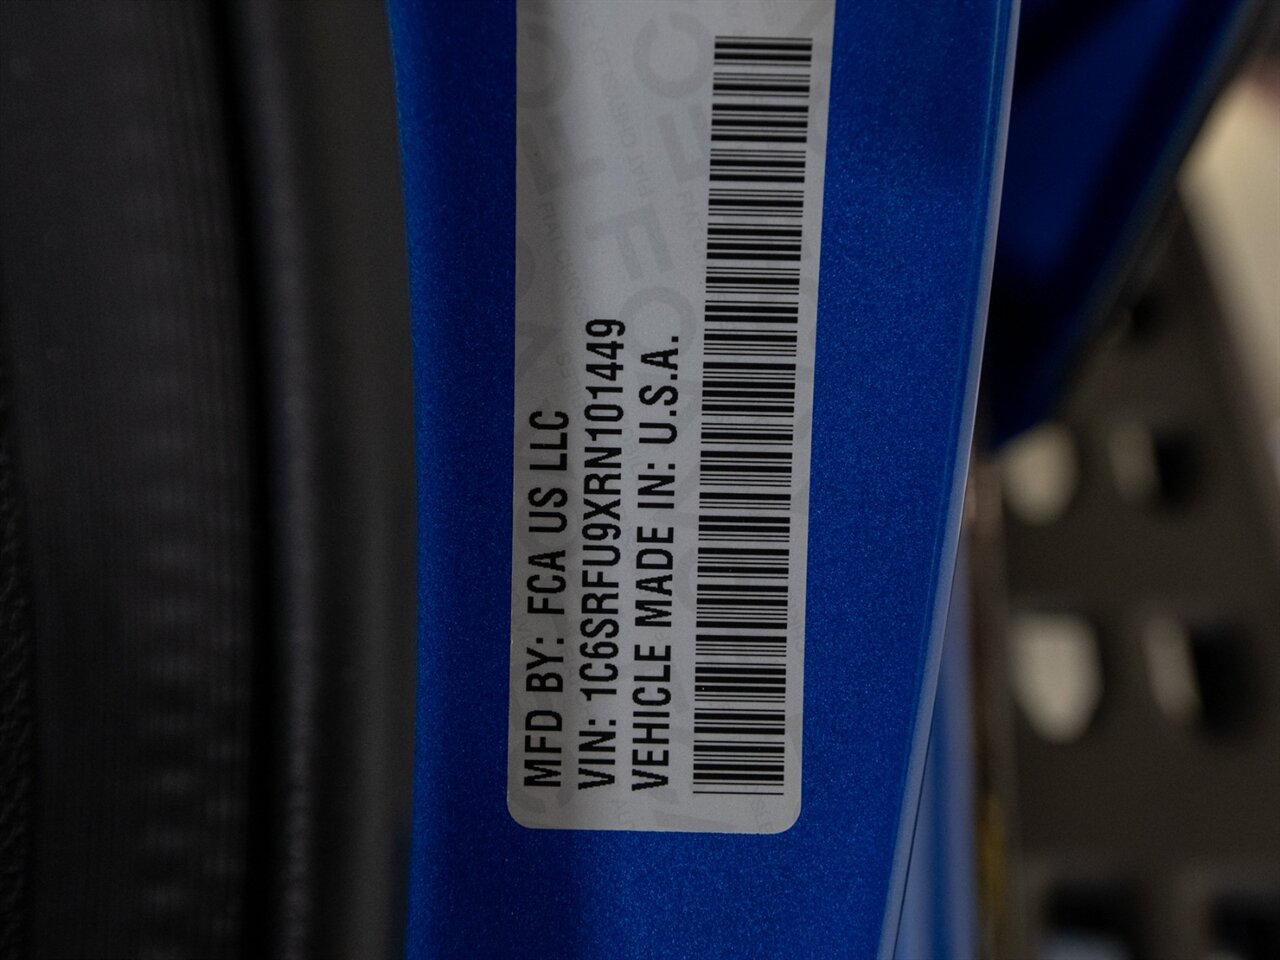 MFD BY: FCA US LLC
VIN: 1C6SRFU9XRN101449
VEHICLE MADE IN: U.S.A.